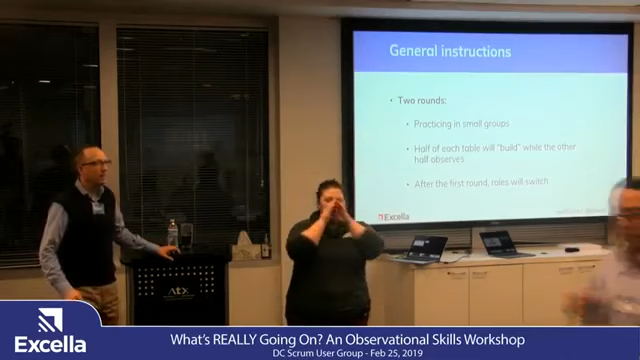 General instructions
• Two rounds:
• Practicing in small groups
• Half of each table will "build" while the other
half observes
• After the first round, roles will switch
Excella
ATX
Excella
What's REALLY Going On? An Observational Skills Workshop
DC Scrum User Group - Feb 25, 2019